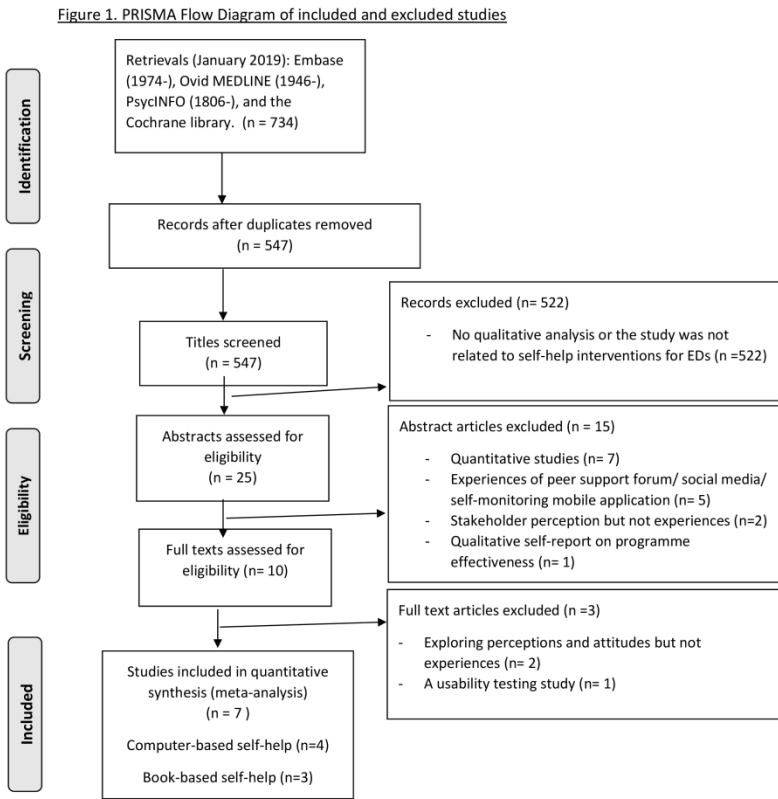 Figure 1. PRISMA Flow Diagram of included and excluded studies
Identification
Retrievals (January 2019): Embase
(1974-), Ovid MEDLINE (1946-),
PsycINFO (1806-), and the
Cochrane library.  (n = 734)
Records after duplicates removed
(n = 547)
Screening
Titles screened
(n = 547)
Records excluded (n= 522)
- No qualitative analysis or the study was not
related to self-help interventions for EDs (n =522)
Eligibility
Abstracts assessed for
eligibility
(n = 25)
Abstract articles excluded (n = 15)
- Quantitative studies (n= 7)
- Experiences of peer support forum/ social media/
self-monitoring mobile application (n= 5)
- Stakeholder perception but not experiences (n=2)
- Qualitative self-report on programme
effectiveness (n= 1)
Full texts assessed for
eligibility (n= 10)
Full text articles excluded (n =3)
- Exploring perceptions and attitudes but not
experiences (n= 2)
- A usability testing study (n= 1)
Included
Studies included in quantitative
synthesis (meta-analysis)
(n = 7 )
Computer-based self-help (n=4)
Book-based self-help (n=3)